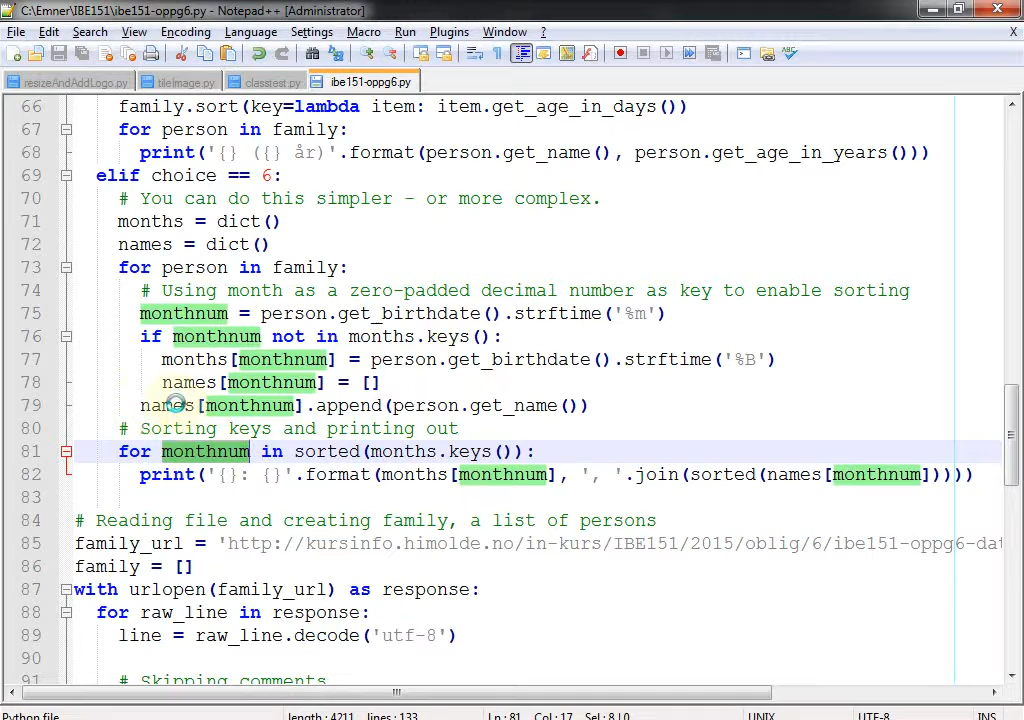 C:\Emner\IBE151\ibe151-oppg6.py - Notepad++ [Administrator]
File Edit Search View Encoding Language Settings Macro Run Plugins Window ? X
resizeAndAddLogo.py tileImage.py classtest.py ibe151-oppg6.py
66 family.sort(key=lambda item: item.get_age_in_days())
67 for person in family:
68 print('{} ({} år)'.format(person.get_name(), person.get_age_in_years()))
69 elif choice == 6:
70 # You can do this simpler - or more complex.
71 months = dict()
72 names = dict()
73 for person in family:
74 # Using month as a zero-padded decimal number as key to enable sorting
75 monthnum = person.get_birthdate().strftime('%m')
76 if monthnum not in months.keys():
77 months[monthnum] = person.get_birthdate().strftime('%B')
78 names[monthnum] = []
79 names[monthnum].append(person.get_name())
80 # Sorting keys and printing out
81 for monthnum in sorted(months.keys()):
82 print('{}: {}'.format(months[monthnum], ', '.join(sorted(names[monthnum]))))
83
84 # Reading file and creating family, a list of persons
85 family_url = 'http://kursinfo.himolde.no/in-kurs/IBE151/2015/oblig/6/ibe151-oppg6-dat
86 family = []
87 with urlopen(family_url) as response:
88 for raw_line in response:
89 line = raw_line.decode('utf-8')
90
91 # Skipping comments
Python file length : 4211 lines : 133 Ln : 81 Col : 17 Sel : 8 | 0 UNIX UTF-8 INS